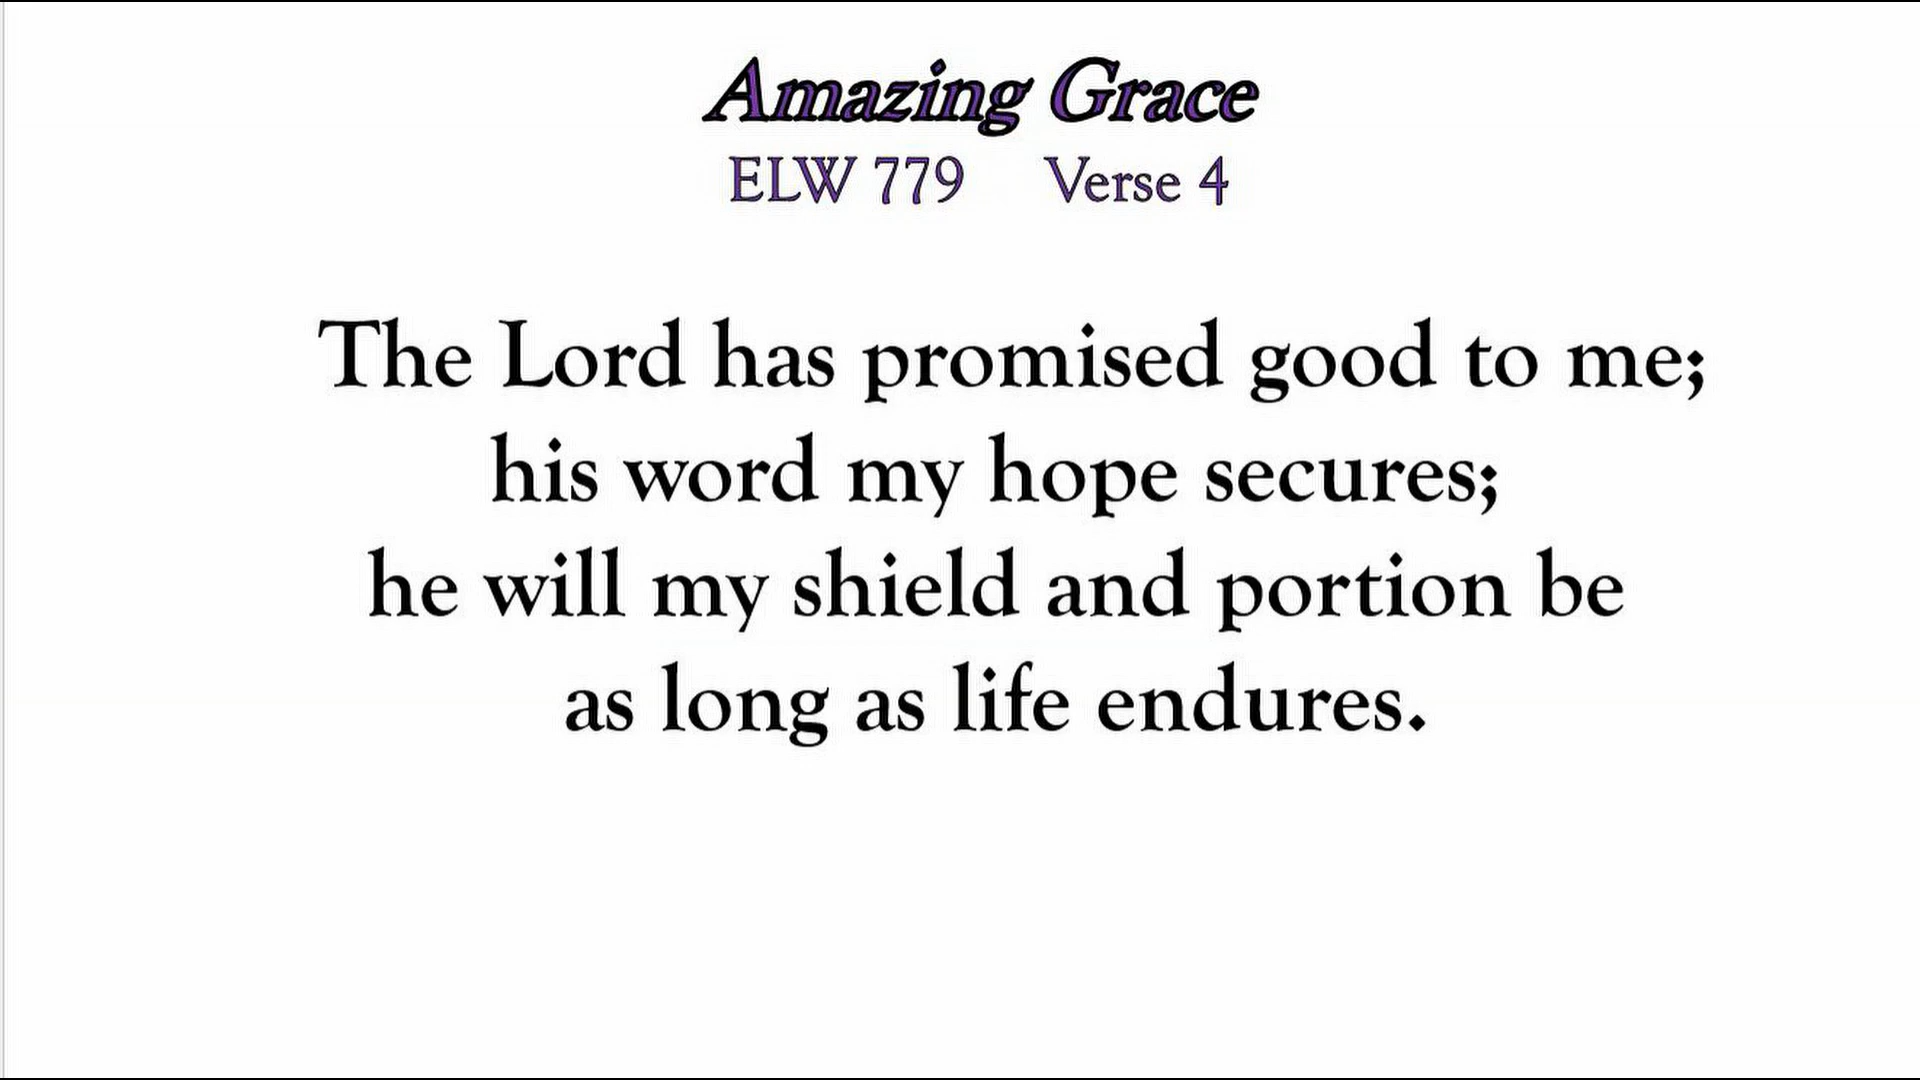 Amazing Grace
ELW 779 Verse 4
The Lord has promised good to me;
his word my hope secures;
he will my shield and portion be
as long as life endures.